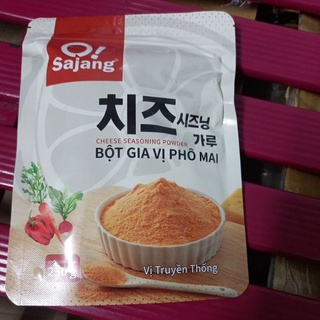 O!
Sajang
치즈 시즈닝
가루
CHEESE SEASONING POWDER
BỘT GIA VỊ PHÔ MAI
250 g
Vị Truyền Thống